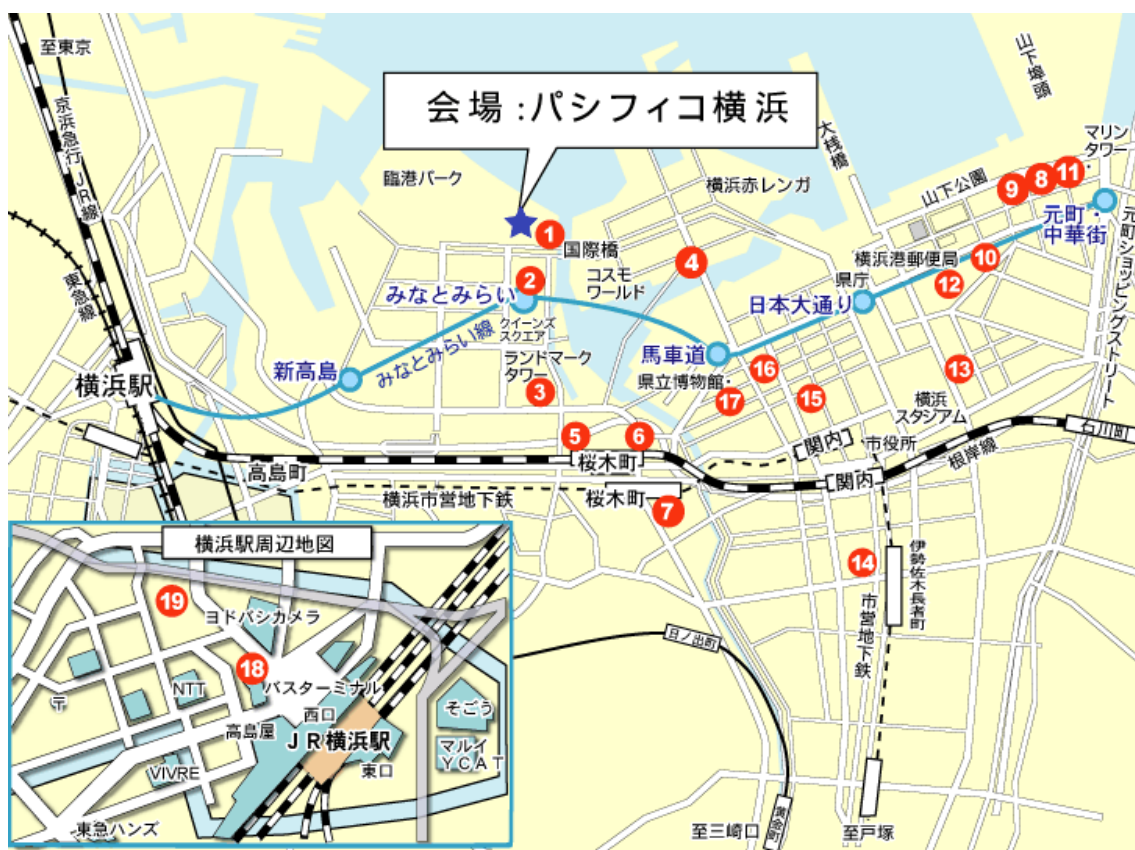 至東京
会場:パシフィコ横浜
山下埠頭
マリン
タワー
大桟橋
京浜急行
JR線
臨港パーク
横浜赤レンガ
山下公園
9
8
11
1
国際橋
元町・
中華街
元町ショッピングストリート
4
横浜港郵便局
10
12
県庁
コスモ
ワールド
2
みなとみらい
日本大通り
クイーンズ
スクエア
みなとみらい線
東急線
馬車道
ランドマーク
タワー
新高島
県立博物館
16
13
横浜駅
3
17
15
横浜
スタジアム
5
6
関内
市役所
石川町
根岸線
高島町
桜木町
関内
横浜市営地下鉄
桜木町
7
14
伊勢佐木長者町
市営地下鉄
日ノ出町
黄金町
至三崎口
至戸塚
横浜駅周辺地図
19
ヨドバシカメラ
18
バスターミナル
NTT
〒
西口
そごう
高島屋
JR横浜駅
マルイ
YCAT
VIVRE
東口
東急ハンズ